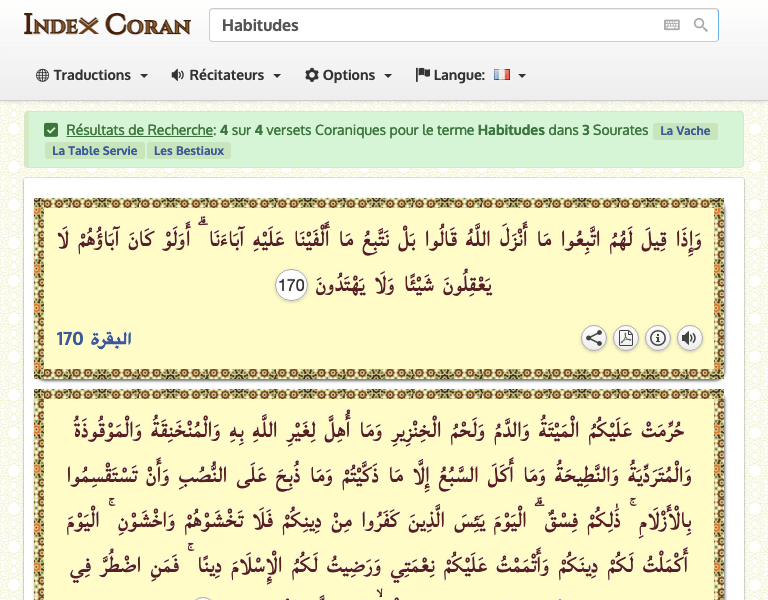 INDEX CORAN
Habitudes
Traductions Récitateurs Options Langue:
Résultats de Recherche: 4 sur 4 versets Coraniques pour le terme Habitudes dans 3 Sourates La Vache
La Table Servie Les Bestiaux
وَإِذَا قِيلَ لَهُمُ اتَّبِعُوا مَا أَنْزَلَ اللَّهُ قَالُوا بَلْ نَتَّبِعُ مَا أَلْفَيْنَا عَلَيْهِ آبَاءَنَا ۗ أَوَلَوْ كَانَ آبَاؤُهُمْ لَا
يَعْقِلُونَ شَيْئًا وَلَا يَهْتَدُونَ 170
البقرة 170
حُرِّمَتْ عَلَيْكُمُ الْمَيْتَةُ وَالدَّمُ وَلَحْمُ الْخِنْزِيرِ وَمَا أُهِلَّ لِغَيْرِ اللَّهِ بِهِ وَالْمُنْخَنِقَةُ وَالْمَوْقُوذَةُ
وَالْمُتَرَدِّيَةُ وَالنَّطِيحَةُ وَمَا أَكَلَ السَّبُعُ إِلَّا مَا ذَكَّيْتُمْ وَمَا ذُبِحَ عَلَى النُّصُبِ وَأَنْ تَسْتَقْسِمُوا
بِالْأَزْلَامِ ۚ ذَٰلِكُمْ فِسْقٌ ۗ الْيَوْمَ يَئِسَ الَّذِينَ كَفَرُوا مِنْ دِينِكُمْ فَلَا تَخْشَوْهُمْ وَاخْشَوْنِ ۚ الْيَوْمَ
أَكْمَلْتُ لَكُمْ دِينَكُمْ وَأَتْمَمْتُ عَلَيْكُمْ نِعْمَتِي وَرَضِيتُ لَكُمُ الْإِسْلَامَ دِينًا ۚ فَمَنِ اضْطُرَّ فِي